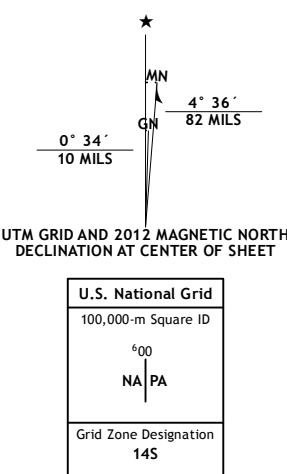 ★
MN
4° 36´
82 MILS
GN
0° 34´
10 MILS
UTM GRID AND 2012 MAGNETIC NORTH
DECLINATION AT CENTER OF SHEET
U.S. National Grid
100,000-m Square ID
⁶00
NA PA
Grid Zone Designation
14S